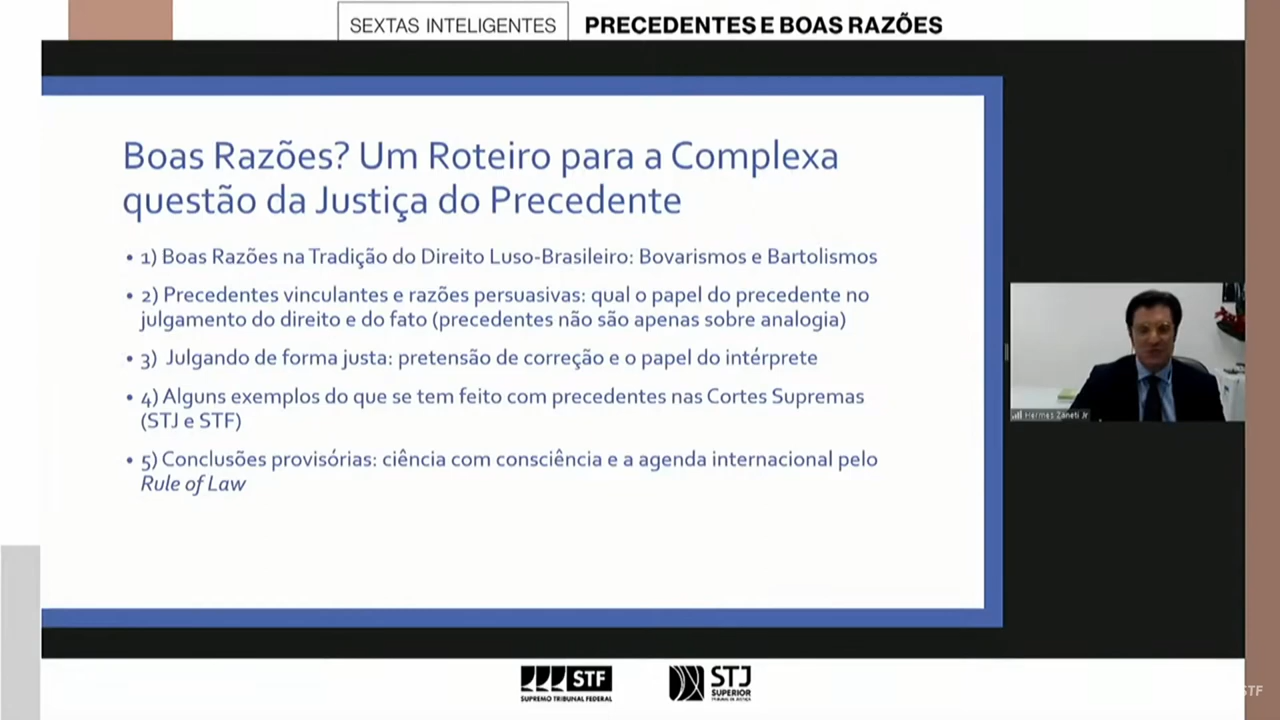 SEXTAS INTELIGENTES
PRECEDENTES E BOAS RAZÕES
Boas Razões? Um Roteiro para a Complexa
questão da Justiça do Precedente
• 1) Boas Razões na Tradição do Direito Luso-Brasileiro: Bovarismos e Bartolismos
• 2) Precedentes vinculantes e razões persuasivas: qual o papel do precedente no
julgamento do direito e do fato (precedentes não são apenas sobre analogia)
• 3) Julgando de forma justa: pretensão de correção e o papel do intérprete
• 4) Alguns exemplos do que se tem feito com precedentes nas Cortes Supremas
(STJ e STF)
• 5) Conclusões provisórias: ciência com consciência e a agenda internacional pelo
Rule of Law
Hermes Zaneti Jr
STF
SUPREMO TRIBUNAL FEDERAL
STJ
SUPERIOR
TRIBUNAL DE JUSTIÇA
STF